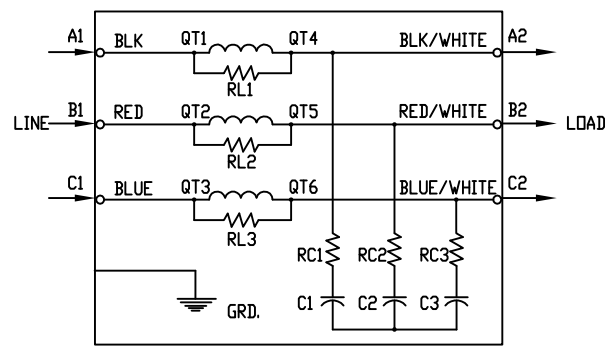 A1 BLK QT1 QT4 BLK/WHITE A2
RL1
B1 RED QT2 QT5 RED/WHITE B2
LINE LOAD
RL2
C1 BLUE QT3 QT6 BLUE/WHITE C2
RL3
RC1 RC2 RC3
C1 C2 C3
GRD.